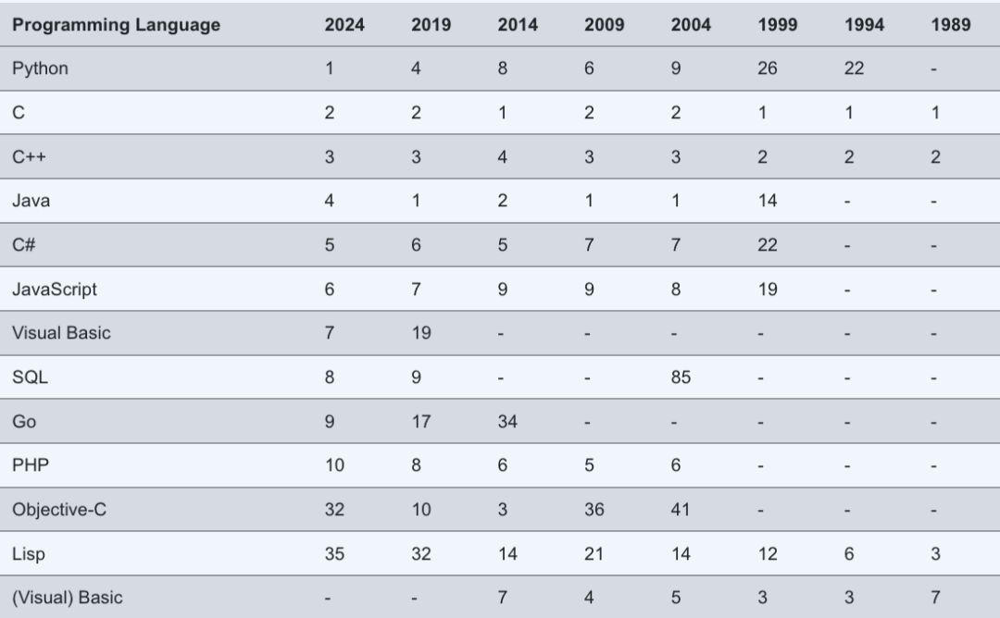 Programming Language 2024 2019 2014 2009 2004 1999 1994 1989
Python 1 4 8 6 9 26 22 -
C 2 2 1 2 2 1 1 1
C++ 3 3 4 3 3 2 2 2
Java 4 1 2 1 1 14 - -
C# 5 6 5 7 7 22 - -
JavaScript 6 7 9 9 8 19 - -
Visual Basic 7 19 - - - - - -
SQL 8 9 - - 85 - - -
Go 9 17 34 - - - - -
PHP 10 8 6 5 6 - - -
Objective-C 32 10 3 36 41 - - -
Lisp 35 32 14 21 14 12 6 3
(Visual) Basic - - 7 4 5 3 3 7